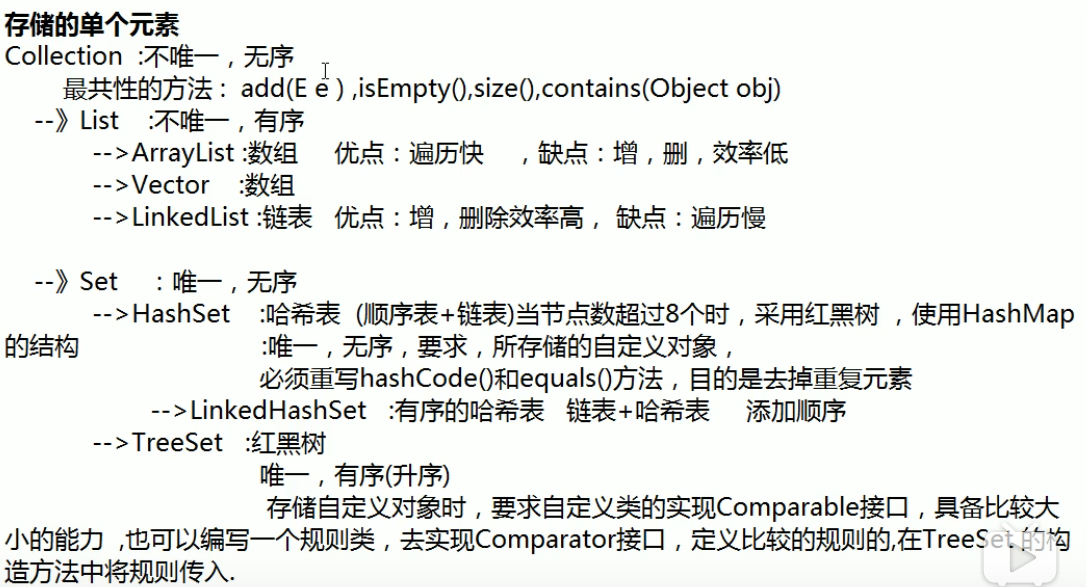 存储的单个元素
Collection :不唯一，无序
最共性的方法： add(E e ) ,isEmpty(),size(),contains(Object obj)
--》List :不唯一，有序
-->ArrayList :数组 优点：遍历快 ，缺点：增，删，效率低
-->Vector :数组
-->LinkedList :链表 优点：增，删除效率高， 缺点：遍历慢
--》Set ：唯一，无序
-->HashSet :哈希表 (顺序表+链表)当节点数超过8个时，采用红黑树 ，使用HashMap
的结构 :唯一，无序，要求，所存储的自定义对象，
必须重写hashCode()和equals()方法，目的是去掉重复元素
-->LinkedHashSet :有序的哈希表 链表+哈希表 添加顺序
-->TreeSet :红黑树
唯一，有序(升序)
存储自定义对象时，要求自定义类的实现Comparable接口，具备比较大
小的能力 ,也可以编写一个规则类，去实现Comparator接口，定义比较的规则的,在TreeSet 的构
造方法中将规则传入.